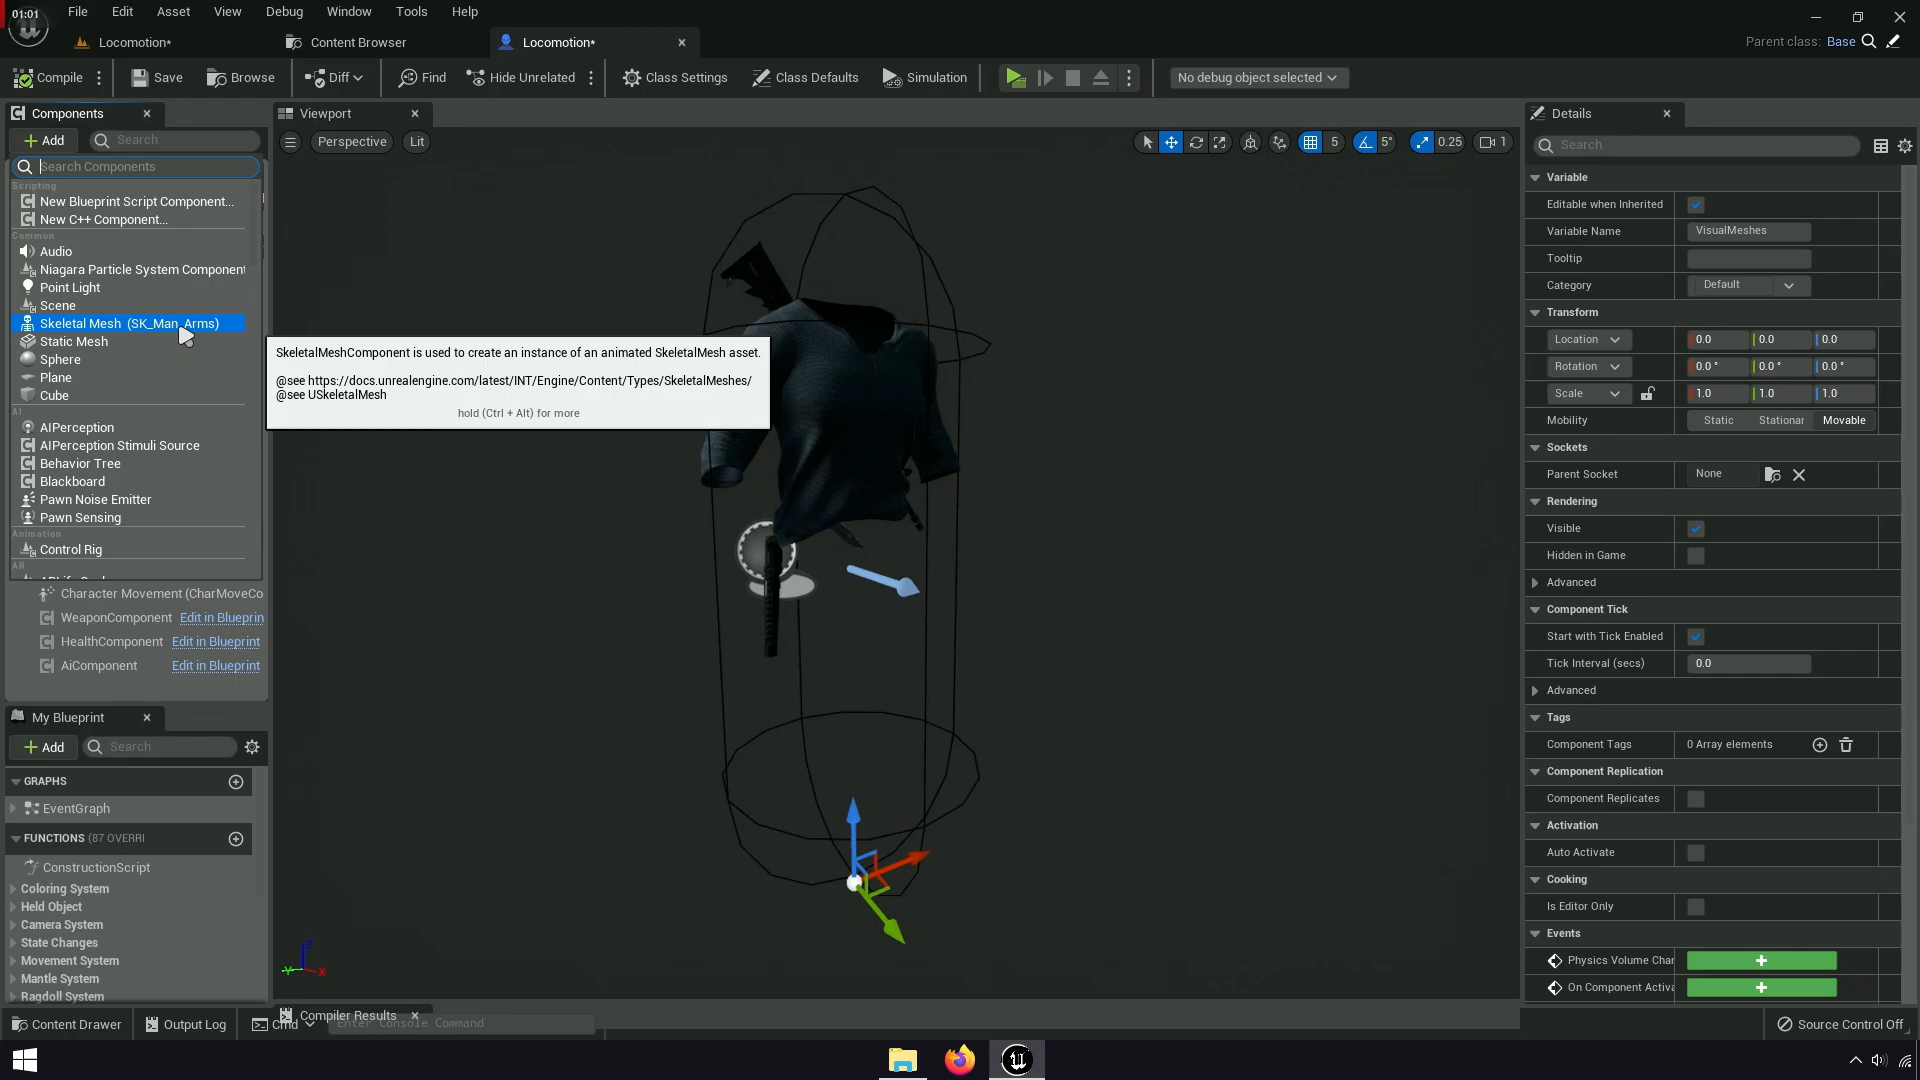 01:01
File Edit Asset View Debug Window Tools Help
Locomotion*
Content Browser
Locomotion*
Parent class: Base
Compile
Save
Browse
Diff
Find
Hide Unrelated
Class Settings
Class Defaults
Simulation
No debug object selected
Components
Add
Search
Search Components
Scripting
New Blueprint Script Component...
New C++ Component...
Common
Audio
Niagara Particle System Component
Point Light
Scene
Skeletal Mesh (SK_Man_Arms)
Static Mesh
Sphere
Plane
Cube
AI
AIPerception
AIPerception Stimuli Source
Behavior Tree
Blackboard
Pawn Noise Emitter
Pawn Sensing
Animation
Control Rig
AR
Character Movement (CharMoveCo
WeaponComponent Edit in Blueprin
HealthComponent Edit in Blueprint
AiComponent Edit in Blueprint
My Blueprint
Add
Search
GRAPHS
EventGraph
FUNCTIONS (87 OVERRI
ConstructionScript
Coloring System
Held Object
Camera System
State Changes
Movement System
Mantle System
Ragdoll System
Viewport
Perspective
Lit
5
5°
0.25
1
SkeletalMeshComponent is used to create an instance of an animated SkeletalMesh asset.
@see https://docs.unrealengine.com/latest/INT/Engine/Content/Types/SkeletalMeshes/
@see USkeletalMesh
hold (Ctrl + Alt) for more
Z
Y
X
Compiler Results
Details
Search
Variable
Editable when Inherited
Variable Name VisualMeshes
Tooltip
Category Default
Transform
Location 0.0 0.0 0.0
Rotation 0.0 ° 0.0 ° 0.0 °
Scale 1.0 1.0 1.0
Mobility Static Stationar Movable
Sockets
Parent Socket None
Rendering
Visible
Hidden in Game
Advanced
Component Tick
Start with Tick Enabled
Tick Interval (secs) 0.0
Advanced
Tags
Component Tags 0 Array elements
Component Replication
Component Replicates
Activation
Auto Activate
Cooking
Is Editor Only
Events
Physics Volume Char
On Component Activa
Content Drawer
Output Log
Cmd
Enter Console Command
Source Control Off